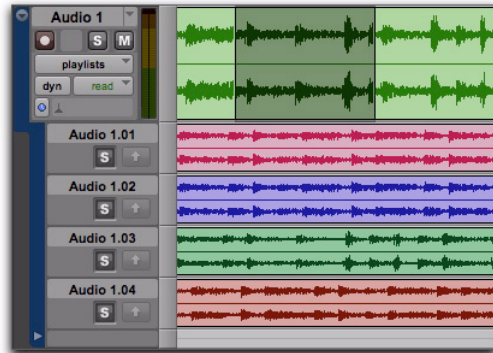 Audio 1
S M
playlists
dyn read
Audio 1.01
S
Audio 1.02
S
Audio 1.03
S
Audio 1.04
S